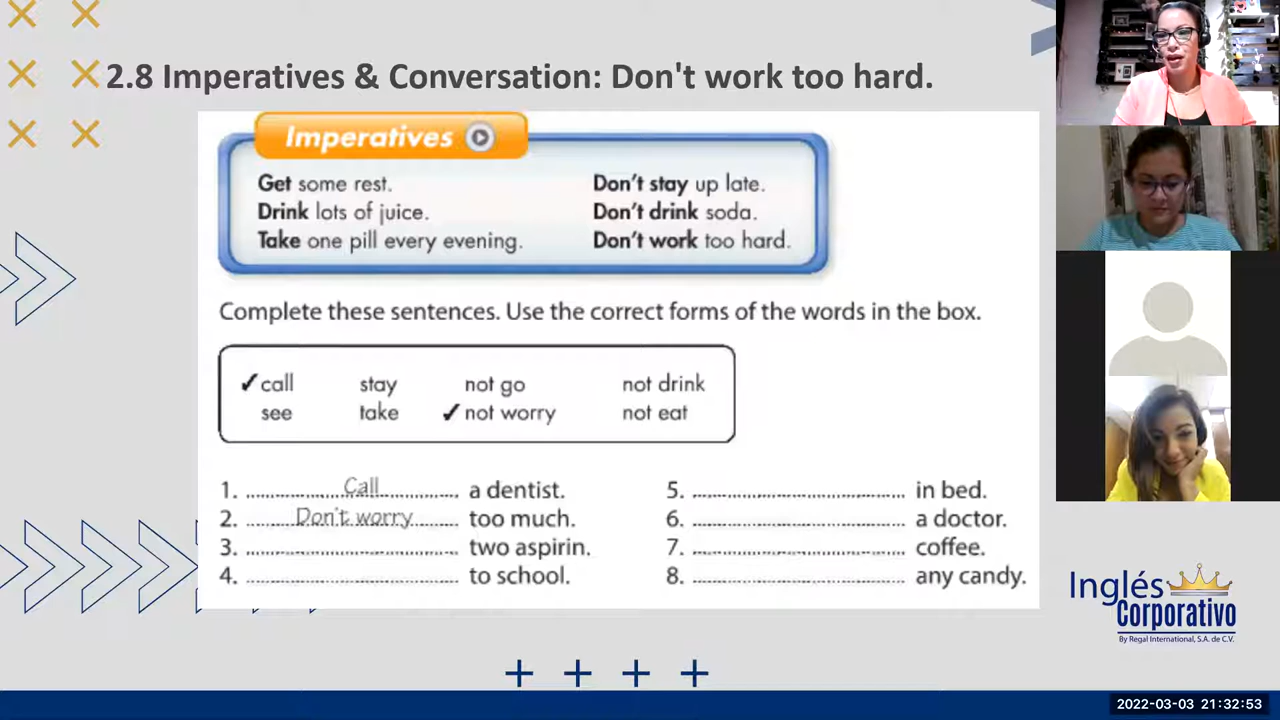 2.8 Imperatives & Conversation: Don't work too hard.
Imperatives
Get some rest.
Drink lots of juice.
Take one pill every evening.
Don't stay up late.
Don't drink soda.
Don't work too hard.
Complete these sentences. Use the correct forms of the words in the box.
✓ call stay not go not drink
see take ✓ not worry not eat
1. Call a dentist.
2. Don't worry too much.
3. ........................ two aspirin.
4. ........................ to school.
5. ........................ in bed.
6. ........................ a doctor.
7. ........................ coffee.
8. ........................ any candy.
Inglés
Corporativo
By Regal International, S.A. de C.V.
2022-03-03 21:32:53